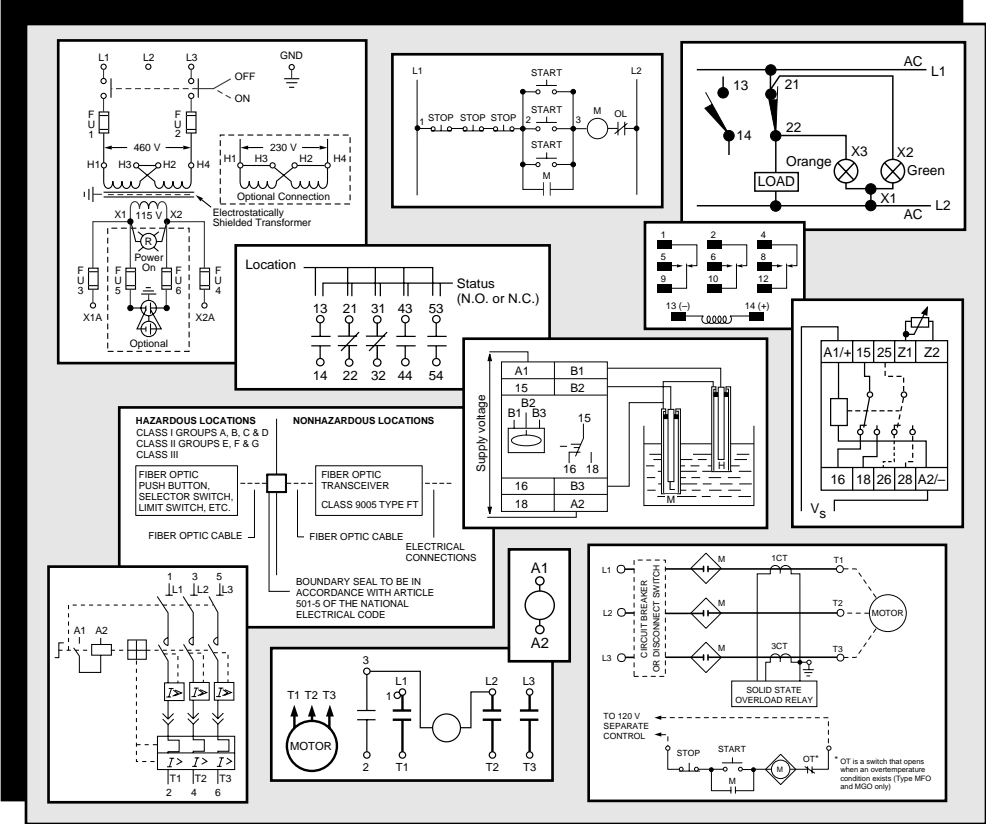 L1 L2 L3 GND
OFF
ON
FU1 FU2
460 V
H1 H3 H2 H4
230 V
H1 H3 H2 H4
Optional Connection
Electrostatically
Shielded Transformer
X1 115 V X2
R
Power
On
FU3 FU5 FU6 FU4
X1A X2A
Optional
L1 L2
START
START
START
1 STOP STOP STOP 2 3 M OL
M
AC L1
13 21
14 22
Orange X3 X2 Green
LOAD
X1
AC L2
1 2 4
5 6 8
9 10 12
13 (–) 14 (+)
Location
Status
(N.O. or N.C.)
13 21 31 43 53
14 22 32 44 54
Supply voltage
A1 B1
15 B2
B2
B1 B3
15
16 18
16 B3
18 A2
H
L
M
A1/+ 15 25 Z1 Z2
16 18 26 28 A2/–
VS
HAZARDOUS LOCATIONS
CLASS I GROUPS A, B, C & D
CLASS II GROUPS E, F & G
CLASS III
NONHAZARDOUS LOCATIONS
FIBER OPTIC
PUSH BUTTON,
SELECTOR SWITCH,
LIMIT SWITCH, ETC.
FIBER OPTIC
TRANSCEIVER
CLASS 9005 TYPE FT
FIBER OPTIC CABLE
FIBER OPTIC CABLE
ELECTRICAL
CONNECTIONS
BOUNDARY SEAL TO BE IN
ACCORDANCE WITH ARTICLE
501-5 OF THE NATIONAL
ELECTRICAL CODE
A1
A2
1 3 5
L1 L2 L3
A1 A2
I≫ I≫ I≫
I> I> I>
T1 T2 T3
2 4 6
3
T1 T2 T3
MOTOR
L1 L2 L3
1
2 T1 T2 T3
L1
L2
L3
CIRCUIT BREAKER
OR DISCONNECT SWITCH
M
M
M
1CT
3CT
T1
T2
T3
MOTOR
SOLID STATE
OVERLOAD RELAY
TO 120 V
SEPARATE
CONTROL
STOP START
M
M
OT*
* OT is a switch that opens
when an overtemperature
condition exists (Type MFO
and MGO only)